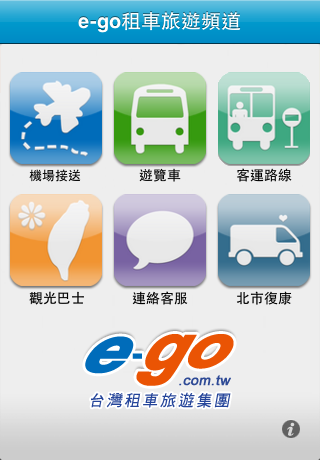 e-go租車旅遊頻道
機場接送 遊覽車 客運路線
觀光巴士 連絡客服 北市復康
e-go
.com.tw
台灣租車旅遊集團
i